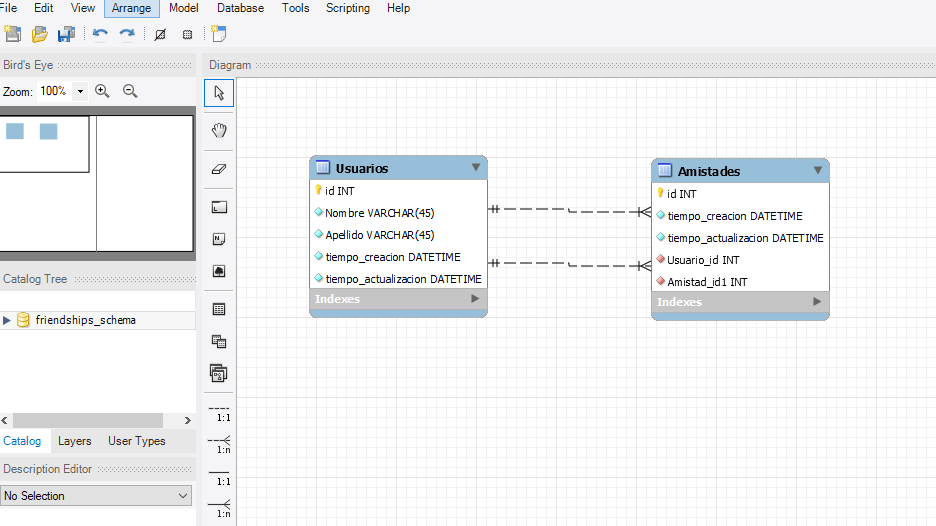 File Edit View Arrange Model Database Tools Scripting Help
Bird's Eye
Zoom: 100%
Catalog Tree
friendships_schema
Catalog Layers User Types
Description Editor
No Selection
Diagram
1:1
1:n
1:1
1:n
Usuarios
id INT
Nombre VARCHAR(45)
Apellido VARCHAR(45)
tiempo_creacion DATETIME
tiempo_actualizacion DATETIME
Indexes
Amistades
id INT
tiempo_creacion DATETIME
tiempo_actualizacion DATETIME
Usuario_id INT
Amistad_id1 INT
Indexes